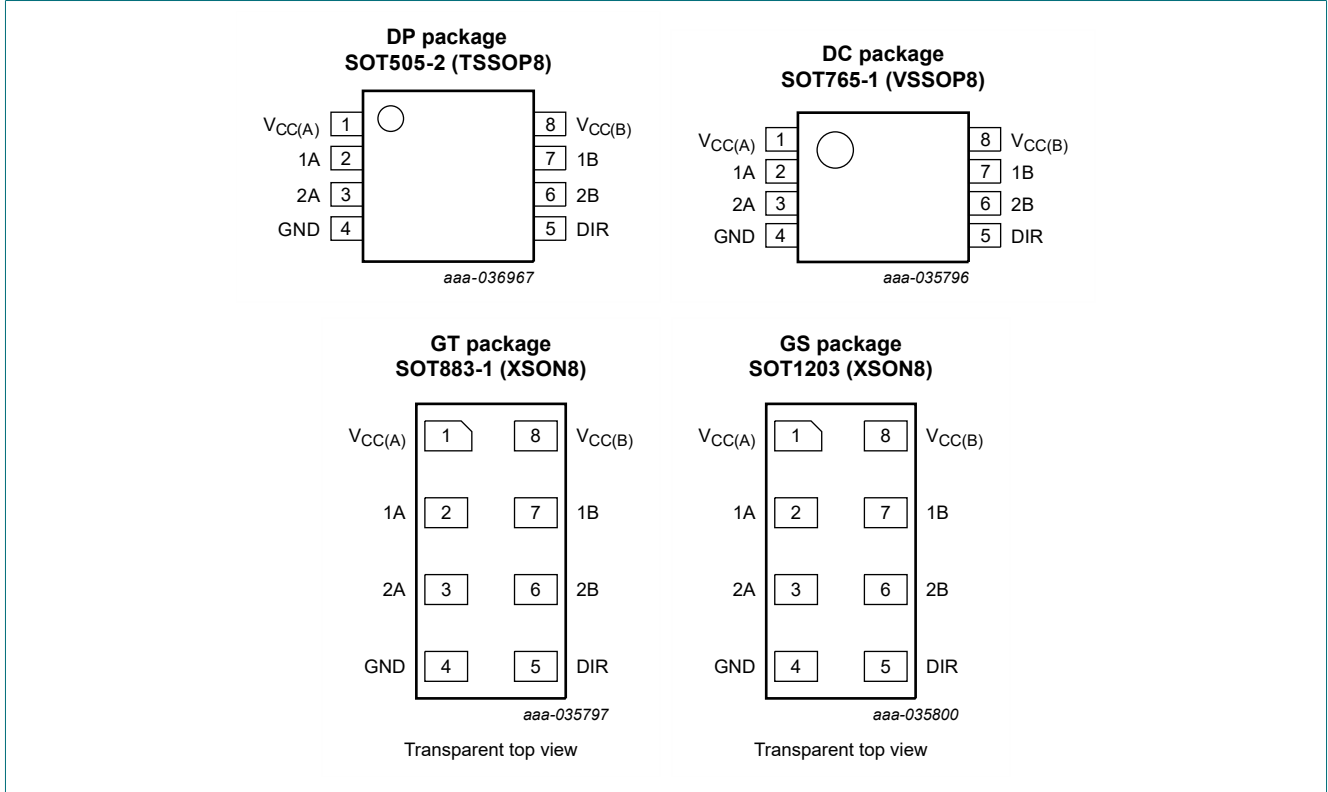 DP package
SOT505-2 (TSSOP8)
VCC(A) 1 8 VCC(B)
1A 2 7 1B
2A 3 6 2B
GND 4 5 DIR
aaa-036967
DC package
SOT765-1 (VSSOP8)
VCC(A) 1 8 VCC(B)
1A 2 7 1B
2A 3 6 2B
GND 4 5 DIR
aaa-035796
GT package
SOT883-1 (XSON8)
VCC(A) 1 8 VCC(B)
1A 2 7 1B
2A 3 6 2B
GND 4 5 DIR
aaa-035797
Transparent top view
GS package
SOT1203 (XSON8)
VCC(A) 1 8 VCC(B)
1A 2 7 1B
2A 3 6 2B
GND 4 5 DIR
aaa-035800
Transparent top view